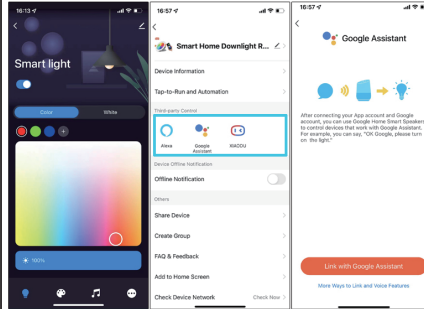 16:13
Smart light
Color
White
100%
16:57
Smart Home Downlight R...
Device Information
Tap-to-Run and Automation
Third-party Control
Alexa
Google
Assistant
XIAODU
Device Offline Notification
Offline Notification
Others
Share Device
Create Group
FAQ & Feedback
Add to Home Screen
Check Device Network
Check Now
16:57
Google Assistant
After connecting your App account and Google
account, you can use Google Home Smart Speakers
to control devices that work with Google Assistant.
For example, you can say, "OK Google, please turn
on the light."
Link with Google Assistant
More Ways to Link and Voice Features